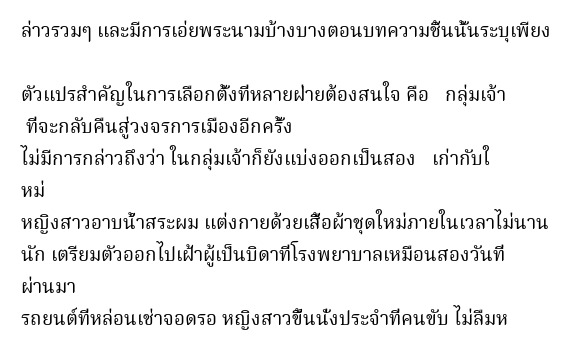 ล่าวรวมๆ และมีการเอ่ยพระนามบ้างบางตอนบทความชิ้นนั้นระบุเพียง
ตัวแปรสำคัญในการเลือกตั้งที่หลายฝ่ายต้องสนใจ คือ กลุ่มเจ้า
ที่จะกลับคืนสู่วงจรการเมืองอีกครั้ง
ไม่มีการกล่าวถึงว่า ในกลุ่มเจ้าก็ยังแบ่งออกเป็นสอง เก่ากับใ
หม่
หญิงสาวอาบน้ำสระผม แต่งกายด้วยเสื้อผ้าชุดใหม่ภายในเวลาไม่นาน
นัก เตรียมตัวออกไปเฝ้าผู้เป็นบิดาที่โรงพยาบาลเหมือนสองวันที่
ผ่านมา
รถยนต์ที่หล่อนเช่าจอดรอ หญิงสาวขึ้นนั่งประจำที่คนขับ ไม่ลืมห